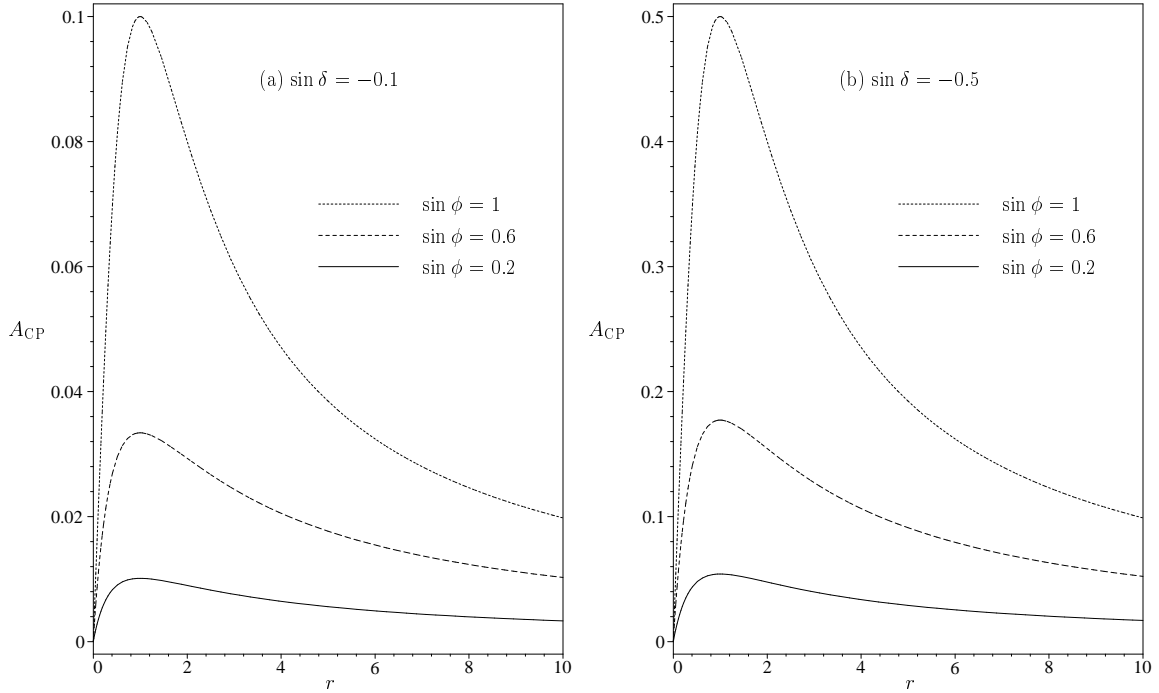 0.1
0.08
0.06
0.04
0.02
0
A_CP
(a) sin δ = −0.1
sin ϕ = 1
sin ϕ = 0.6
sin ϕ = 0.2
0 2 4 6 8 10
r
0.5
0.4
0.3
0.2
0.1
0
A_CP
(b) sin δ = −0.5
sin ϕ = 1
sin ϕ = 0.6
sin ϕ = 0.2
0 2 4 6 8 10
r